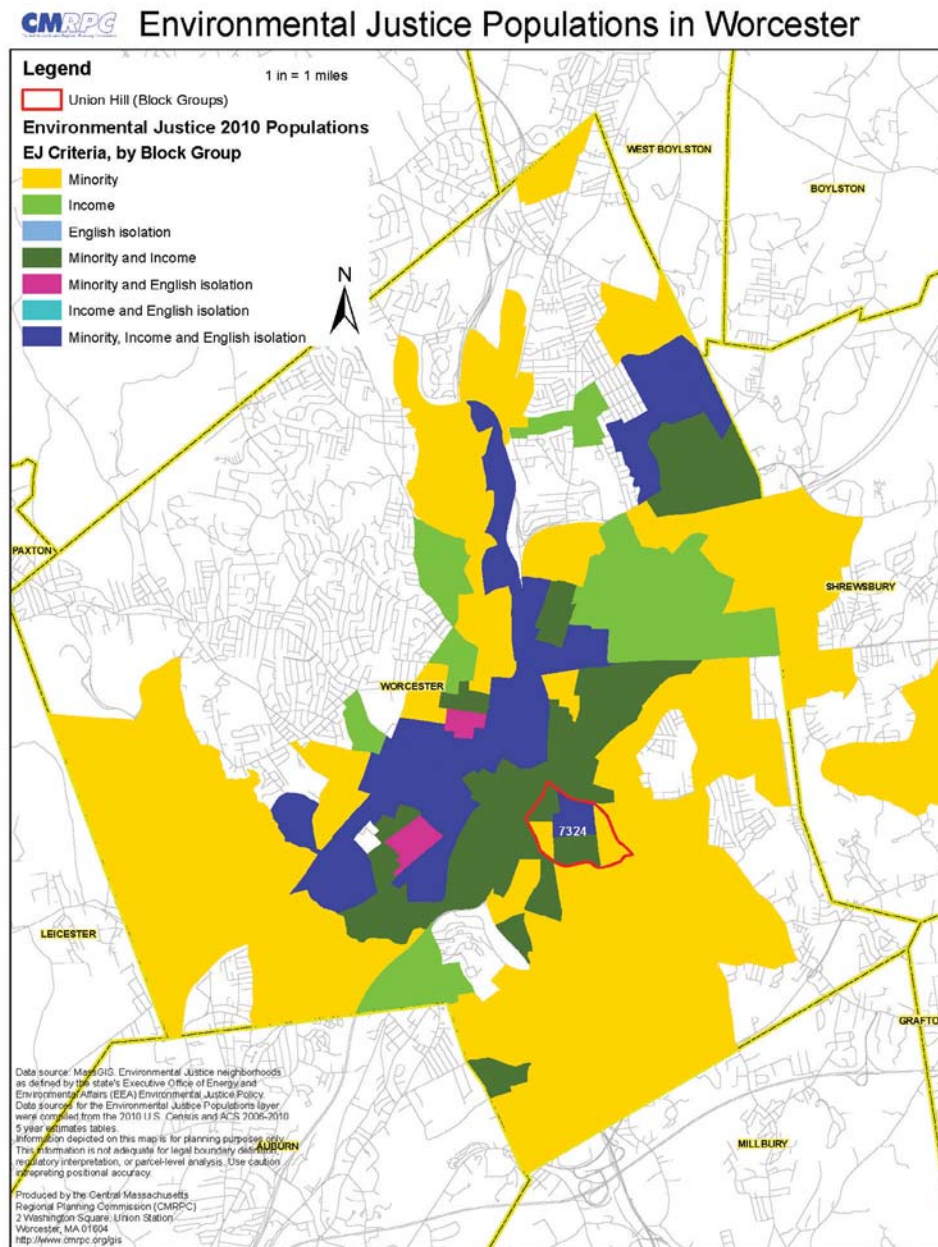 CMRPC
Environmental Justice Populations in Worcester
Legend
1 in = 1 miles
Union Hill (Block Groups)
Environmental Justice 2010 Populations
EJ Criteria, by Block Group
Minority
Income
English isolation
Minority and Income
Minority and English isolation
Income and English isolation
Minority, Income and English isolation
N
WEST BOYLSTON
BOYLSTON
PAXTON
SHREWSBURY
WORCESTER
7324
LEICESTER
GRAFTO
AUBURN
MILLBURY
Data source: MassGIS. Environmental Justice neighborhoods
as defined by the state's Executive Office of Energy and
Environmental Affairs (EEA) Environmental Justice Policy.
Data sources for the Environmental Justice Populations layer
were compiled from the 2010 U.S. Census and ACS 2006-2010
5 year estimates tables.
Information depicted on this map is for planning purposes only.
This information is not adequate for legal boundary definition,
regulatory interpretation, or parcel-level analysis. Use caution
intrepreting positional accuracy.
Produced by the Central Massachusetts
Regional Planning Commission (CMRPC)
2 Washington Square, Union Station
Worcester, MA 01604
http://www.cmrpc.org/gis